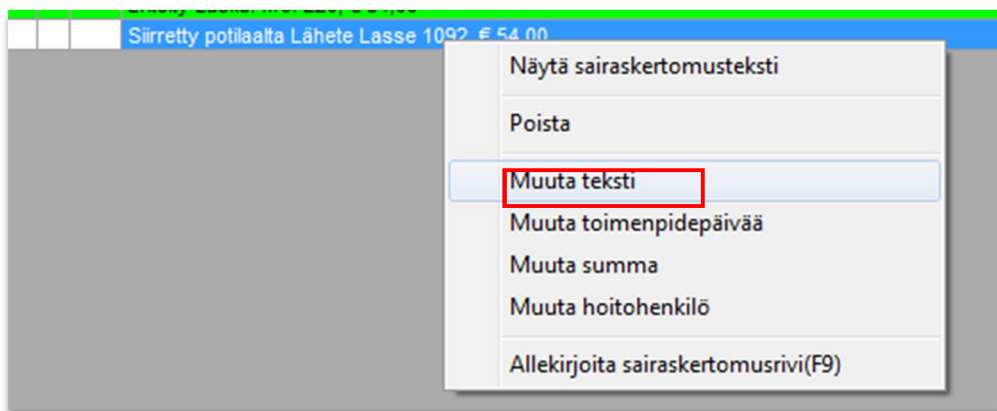 Siirretty potilaalta Lähete Lasse 1092, € 54,00
Näytä sairaskertomusteksti
Poista
Muuta teksti
Muuta toimenpidepäivää
Muuta summa
Muuta hoitohenkilö
Allekirjoita sairaskertomusrivi(F9)